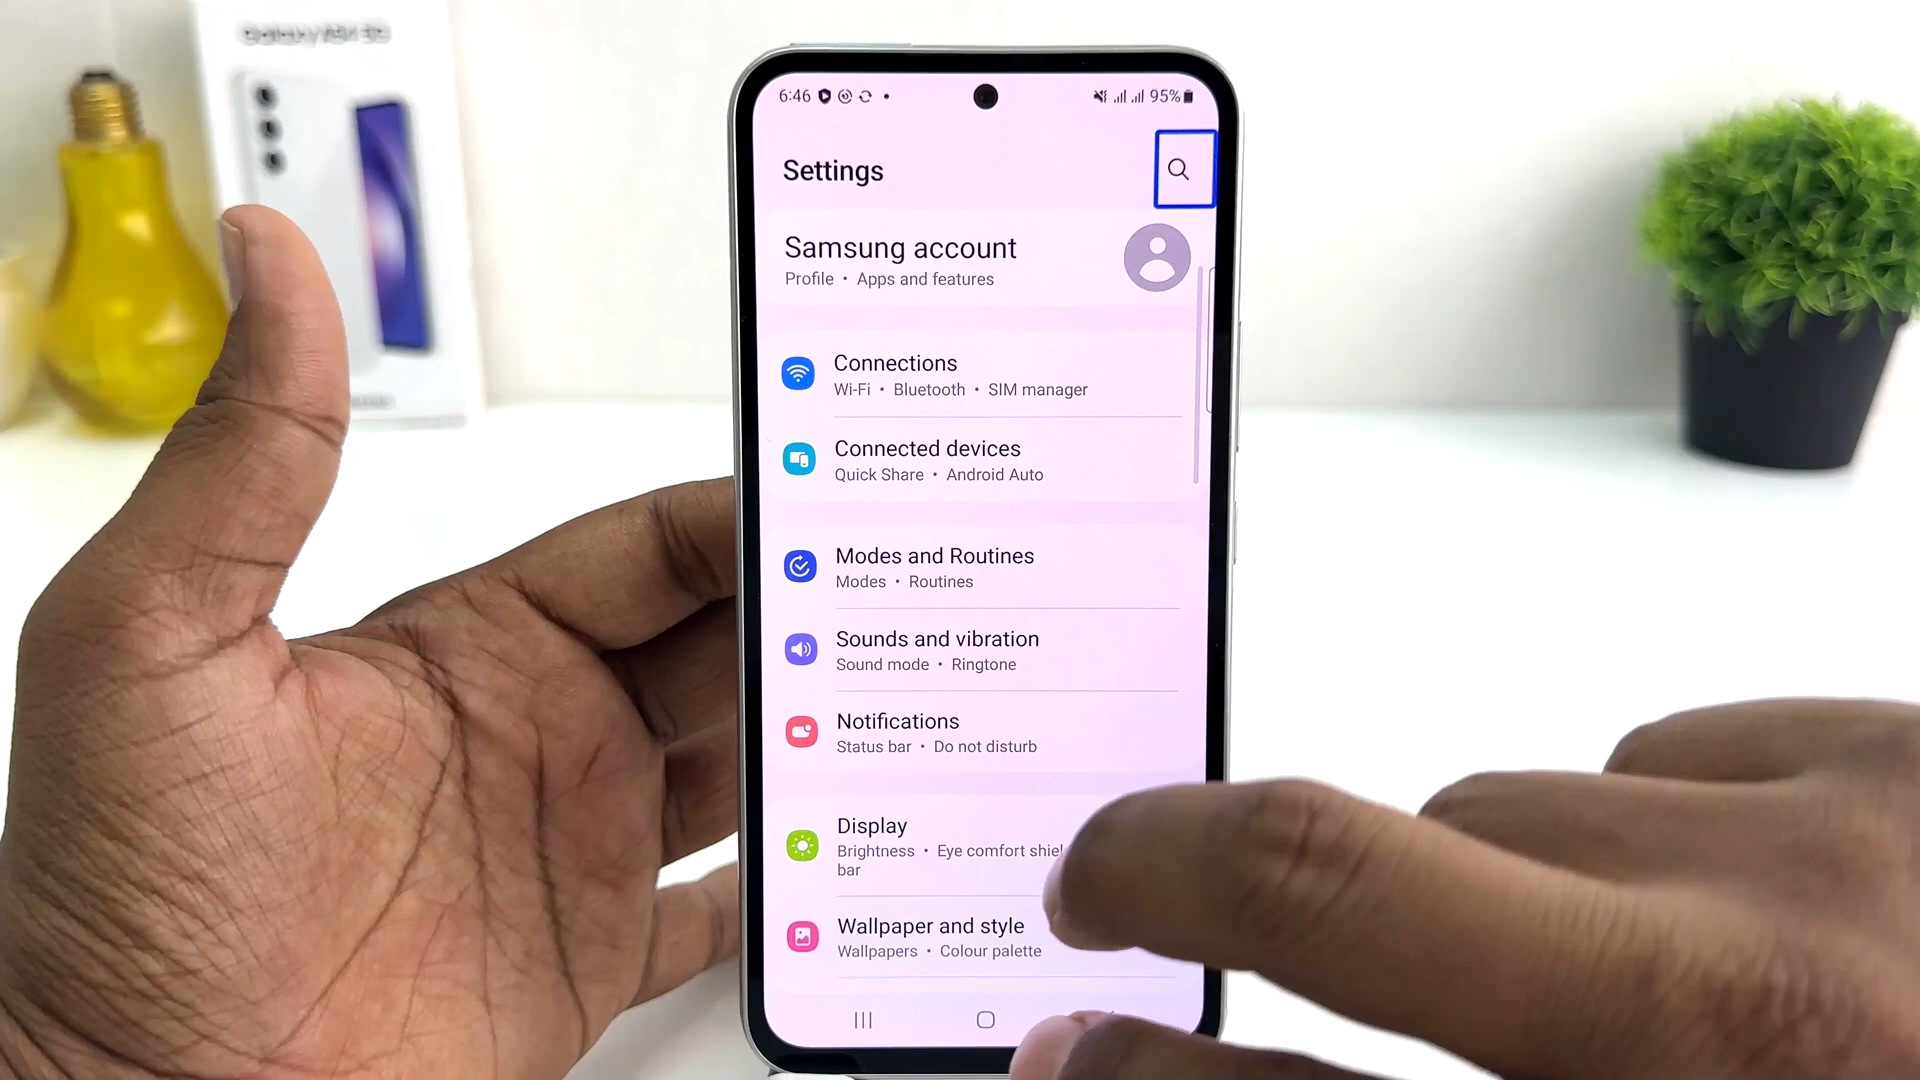 6:46 95%
Settings
Samsung account
Profile • Apps and features
Connections
Wi-Fi • Bluetooth • SIM manager
Connected devices
Quick Share • Android Auto
Modes and Routines
Modes • Routines
Sounds and vibration
Sound mode • Ringtone
Notifications
Status bar • Do not disturb
Display
Brightness • Eye comfort shiel
bar
Wallpaper and style
Wallpapers • Colour palette